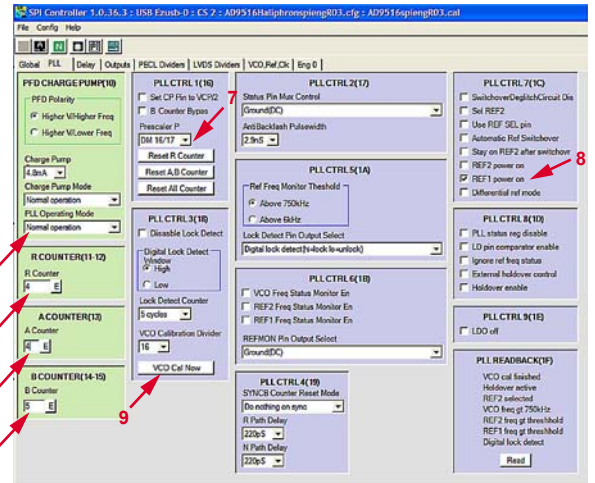 SPI Controller 1.0.36.3 : USB Ezusb-0 : CS 2 : AD9516HaliphronspiengR03.cfg : AD9516spiengR03.cal
File Config Help
Global PLL Delay Outputs PECL Dividers LVDS Dividers VCO,Ref,Clk Eng 0
PFD CHARGE PUMP(10)
PFD Polarity
Higher V/Higher Freq
Higher V/Lower Freq
Charge Pump
4.8mA
Charge Pump Mode
Normal operation
PLL Operating Mode
Normal operation
R COUNTER(11-12)
R Counter
4 E
A COUNTER(13)
A Counter
4 E
B COUNTER(14-15)
B Counter
5 E
PLL CTRL 1(16)
Set CP Pin to VCP/2
B Counter Bypas
Prescaler P
DM 16/17
7
Reset R Counter
Reset A,B Counter
Reset All Counter
PLL CTRL 3(18)
Disasble Lock Detect
Digital Lock Detect Window
High
Low
Lock Detect Counter
5 cycles
VCO Calibration Divider
16
VCO Cal Now
9
PLL CTRL 2(17)
Status Pin Mux Control
Ground(DC)
AntiBacklash Pulsewidth
2.9nS
PLL CTRL 5(1A)
Ref Freq Monitor Theshold
Above 750kHz
Above 6kHz
Lock Detect Pin Output Select
Digital lock detect(hi=lock lo=unlock)
PLL CTRL 6(1B)
VCO Freq Status Monitor En
REF2 Freq Status Monitor En
REF1 Freq Status Monitor En
REFMON Pin Output Select
Ground(DC)
PLL CTRL 4(19)
SYNCB Counter Reset Mode
Do nothing on sync
R Path Delay
220pS
N Path Delay
220pS
PLL CTRL 7(1C)
SwitchoverDeglitchCircuit Dis
Sel REF2
Use REF SEL pin
Automatic Ref Switchover
Stay on REF2 after switchovr
REF2 power on
REF1 power on
8
Differential ref mode
PLL CTRL 8(1D)
PLL status reg disable
LD pin comparator enable
Ignore ref freq status
External holdover control
Holdover enable
PLL CTRL 9(1E)
LDO off
PLL READBACK(1F)
VCO cal finished
Holdover active
REF2 selected
VCO freq gt 750kHz
REF2 freq gt threshhold
REF1 freq gt threshhold
Digital lock detect
Read